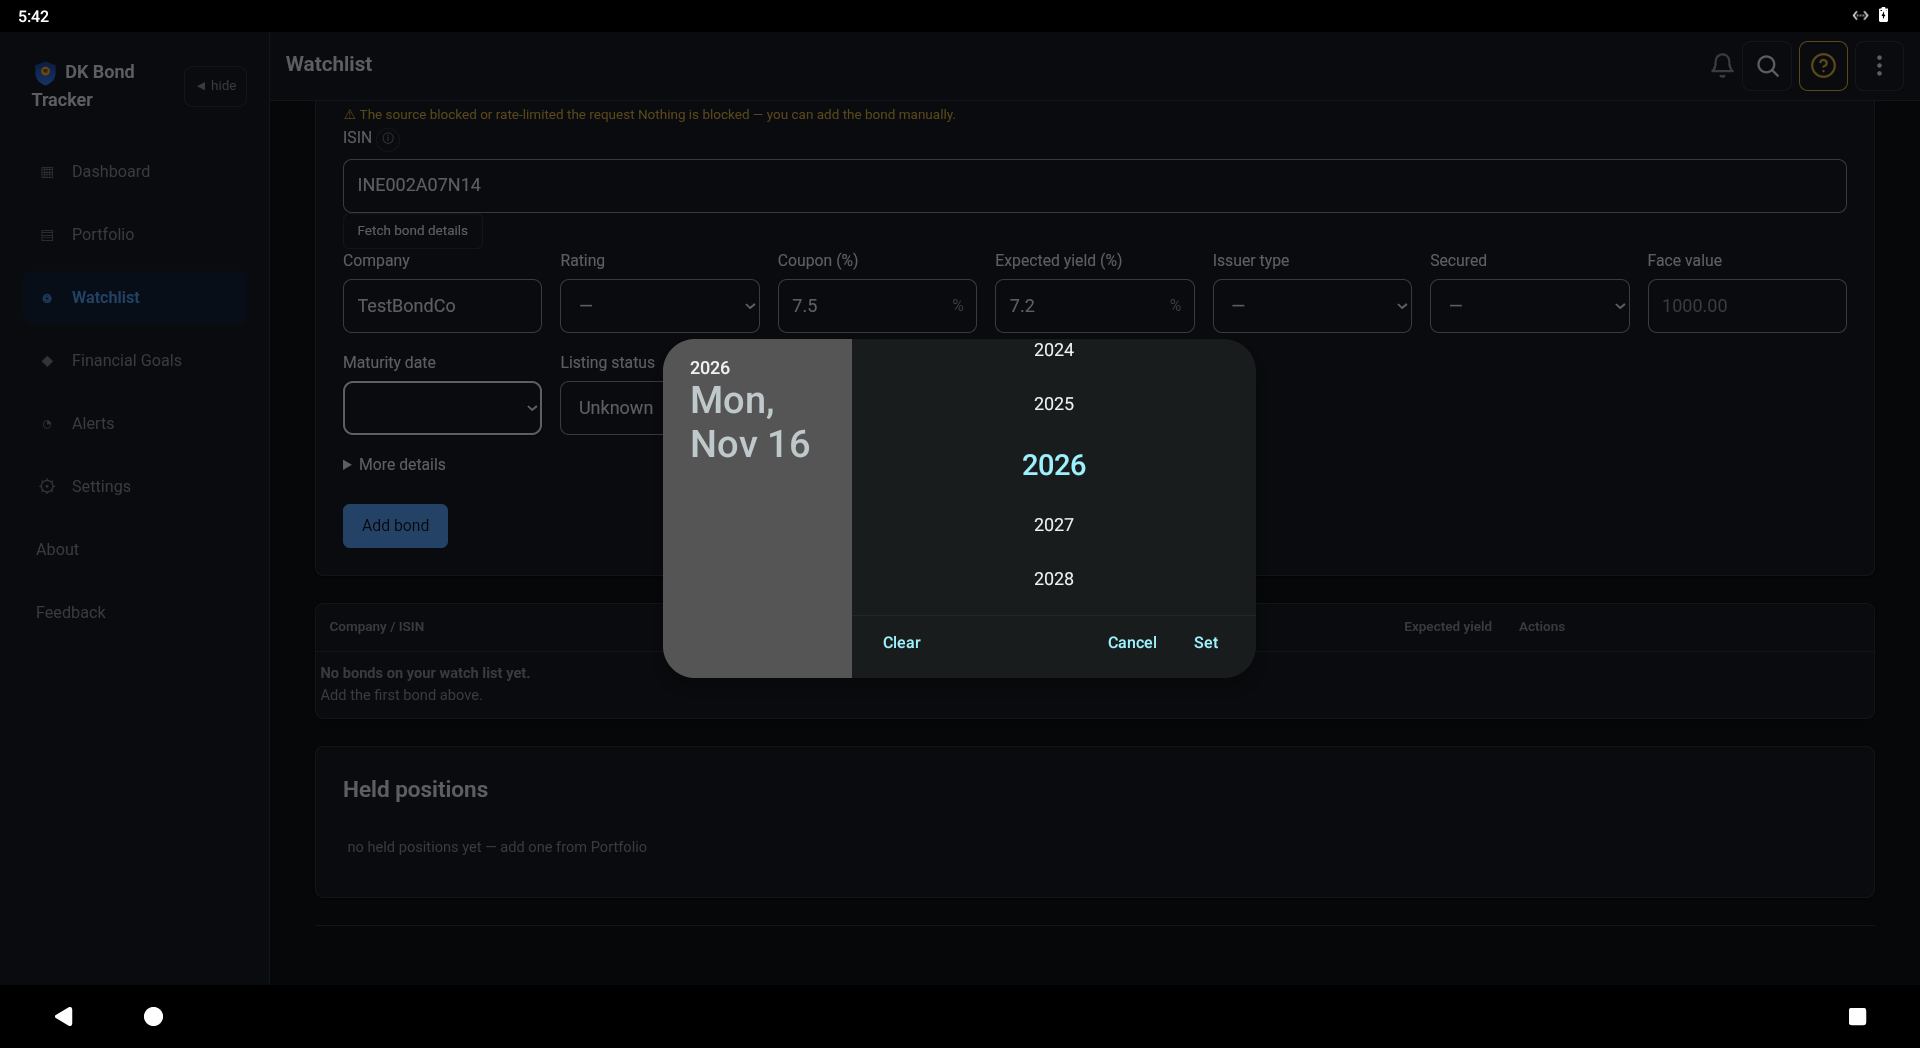 5:42
DK Bond
Tracker
◄ hide
Dashboard
Portfolio
Watchlist
Financial Goals
Alerts
Settings
About
Feedback
Watchlist
⚠ The source blocked or rate-limited the request Nothing is blocked — you can add the bond manually.
ISIN
INE002A07N14
Fetch bond details
Company
TestBondCo
Rating
—
Coupon (%)
7.5 %
Expected yield (%)
7.2 %
Issuer type
—
Secured
—
Face value
1000.00
Maturity date
Listing status
Unknown
▶ More details
Add bond
2026
Mon,
Nov 16
2024
2025
2026
2027
2028
Clear Cancel Set
Company / ISIN Expected yield Actions
No bonds on your watch list yet.
Add the first bond above.
Held positions
no held positions yet — add one from Portfolio